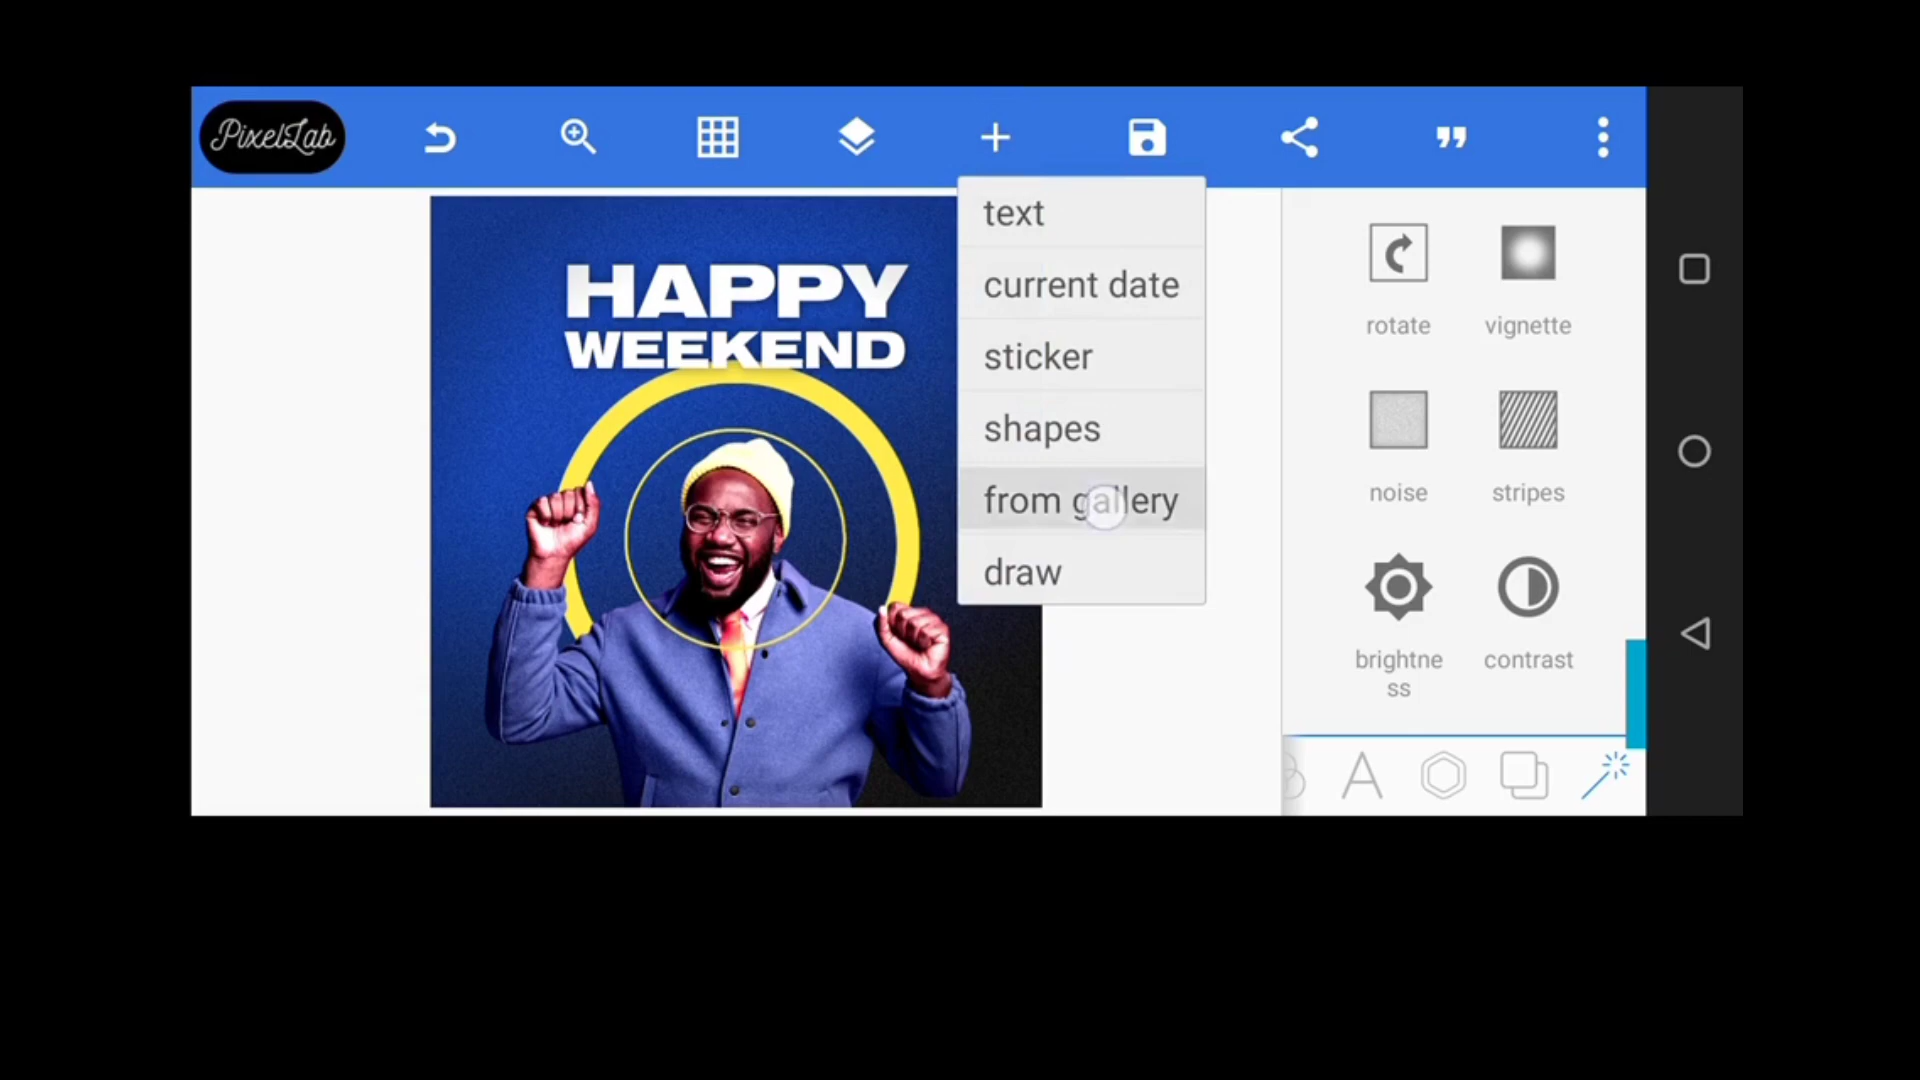 PixelLab
text
current date
sticker
shapes
from gallery
draw
HAPPY
WEEKEND
rotate
vignette
noise
stripes
brightne
ss
contrast